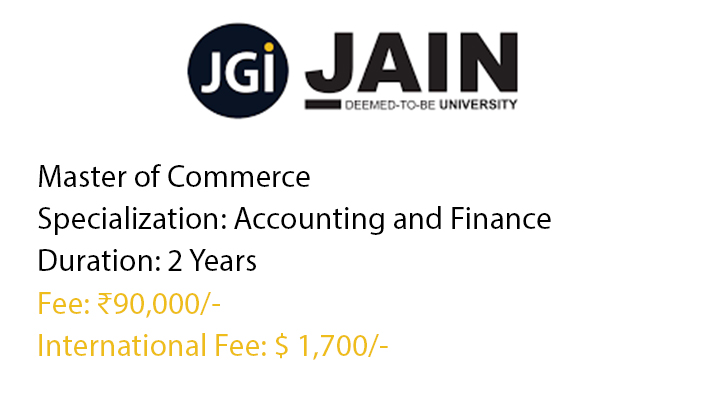 JGi JAIN
DEEMED-TO-BE UNIVERSITY
Master of Commerce
Specialization: Accounting and Finance
Duration: 2 Years
Fee: ₹90,000/-
International Fee: $ 1,700/-